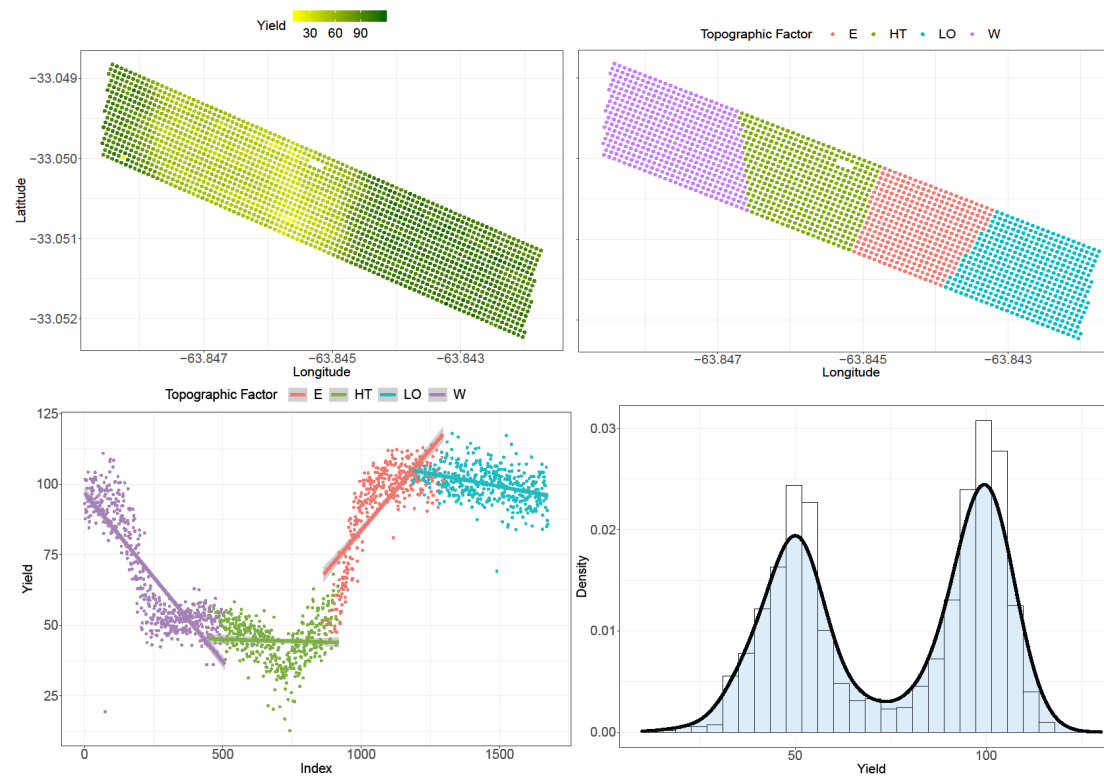 Yield
30 60 90
−33.049
−33.050
−33.051
−33.052
Latitude
−63.847 −63.845 −63.843
Longitude
Topographic Factor E HT LO W
−63.847 −63.845 −63.843
Longitude
Topographic Factor E HT LO W
125
100
75
50
25
Yield
0 500 1000 1500
Index
0.03
0.02
0.01
0.00
Density
50 100
Yield